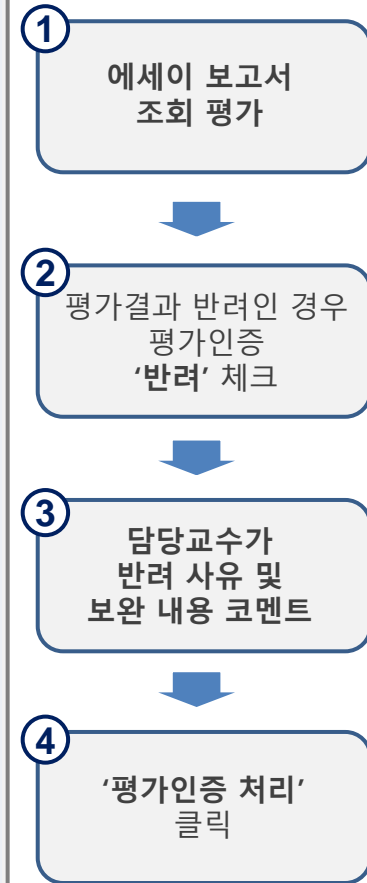 1
에세이 보고서
조회 평가
2
평가결과 반려인 경우
평가인증
‘반려’ 체크
3
담당교수가
반려 사유 및
보완 내용 코멘트
4
‘평가인증 처리’
클릭